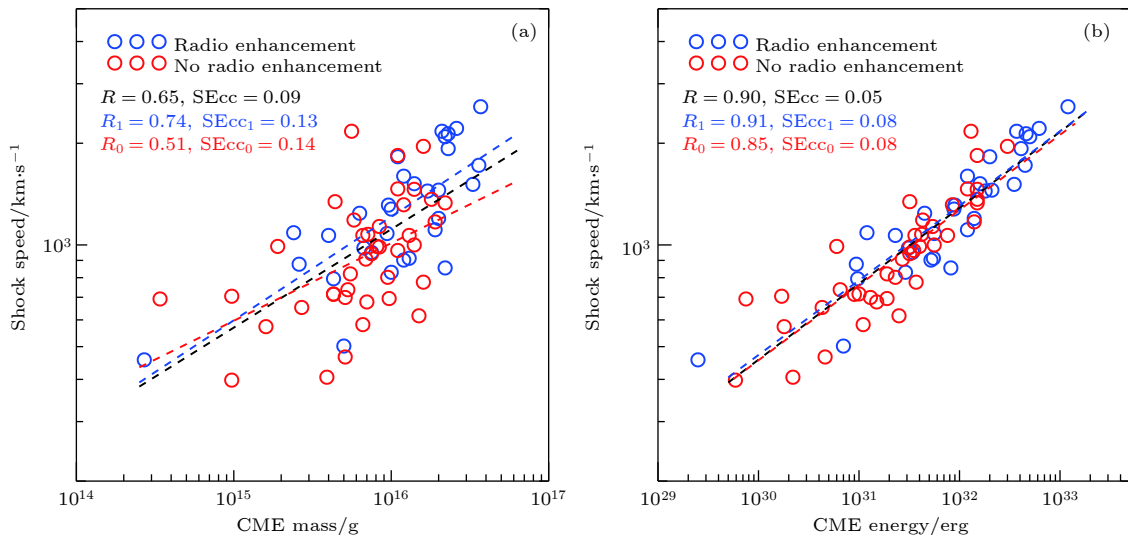 (a)
Radio enhancement
No radio enhancement
R = 0.65, SEcc = 0.09
R₁ = 0.74, SEcc₁ = 0.13
R₀ = 0.51, SEcc₀ = 0.14
10³
Shock speed/km·s⁻¹
10¹⁴ 10¹⁵ 10¹⁶ 10¹⁷
CME mass/g
(b)
Radio enhancement
No radio enhancement
R = 0.90, SEcc = 0.05
R₁ = 0.91, SEcc₁ = 0.08
R₀ = 0.85, SEcc₀ = 0.08
10³
Shock speed/km·s⁻¹
10²⁹ 10³⁰ 10³¹ 10³² 10³³
CME energy/erg